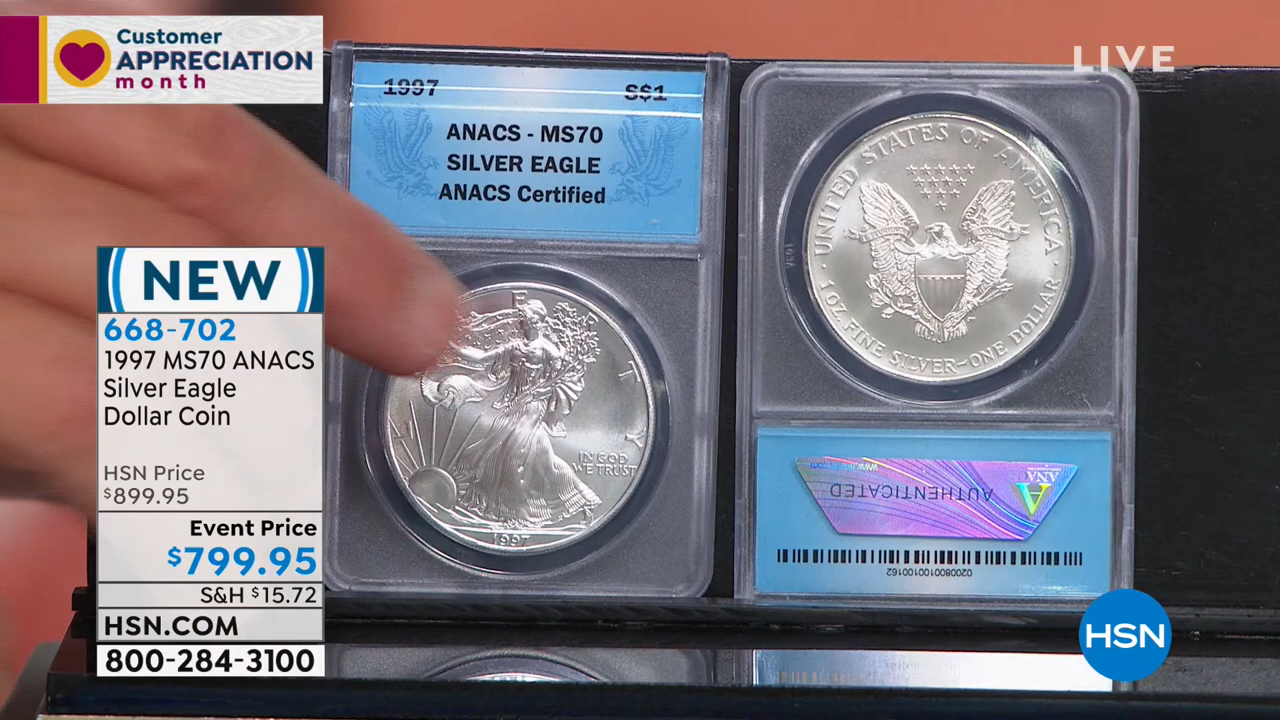 Customer
APPRECIATION
month
LIVE
1997 S$1
ANACS - MS70
SILVER EAGLE
ANACS Certified
UNITED STATES OF AMERICA
1 OZ. FINE SILVER~ONE DOLLAR
NEW
668-702
1997 MS70 ANACS
Silver Eagle
Dollar Coin
HSN Price
$899.95
Event Price
$799.95
S&H $15.72
HSN.COM
800-284-3100
E R T Y
IN GOD
WE TRUST
1997
AUTHENTICATED
0200800100100162
HSN